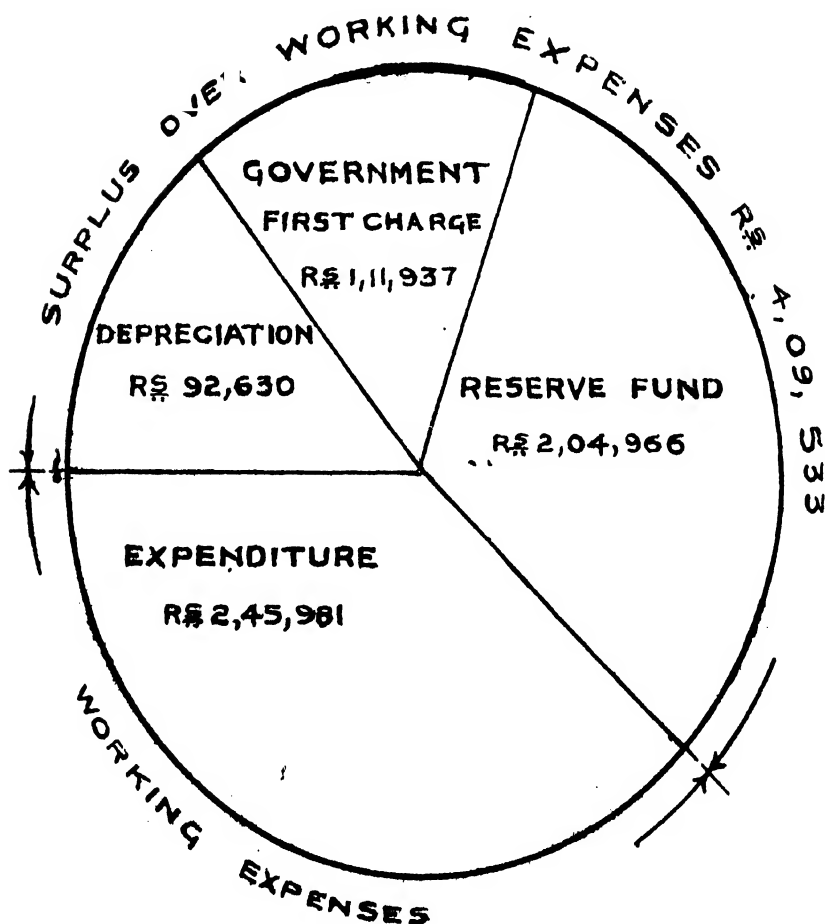 SURPLUS OVER WORKING EXPENSES RS 4,09,533
GOVERNMENT
FIRST CHARGE
RS 1,11,937
DEPRECIATION
RS 92,630
RESERVE FUND
RS 2,04,966
EXPENDITURE
RS 2,45,981
WORKING EXPENSES